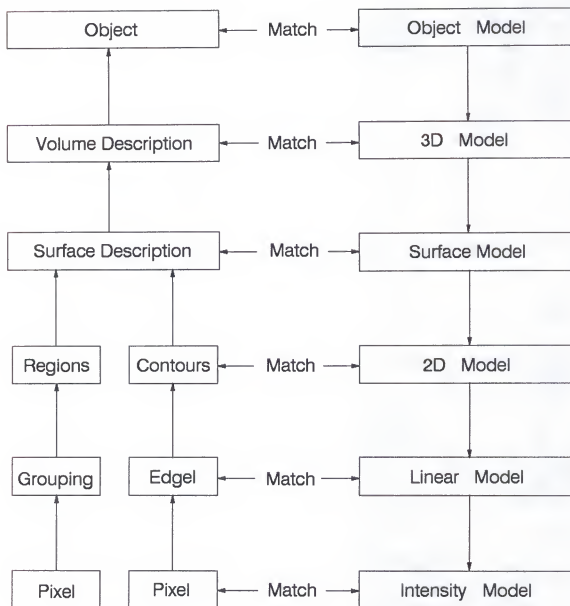 Object Match Object Model
Volume Description Match 3D Model
Surface Description Match Surface Model
Regions Contours Match 2D Model
Grouping Edgel Match Linear Model
Pixel Pixel Match Intensity Model